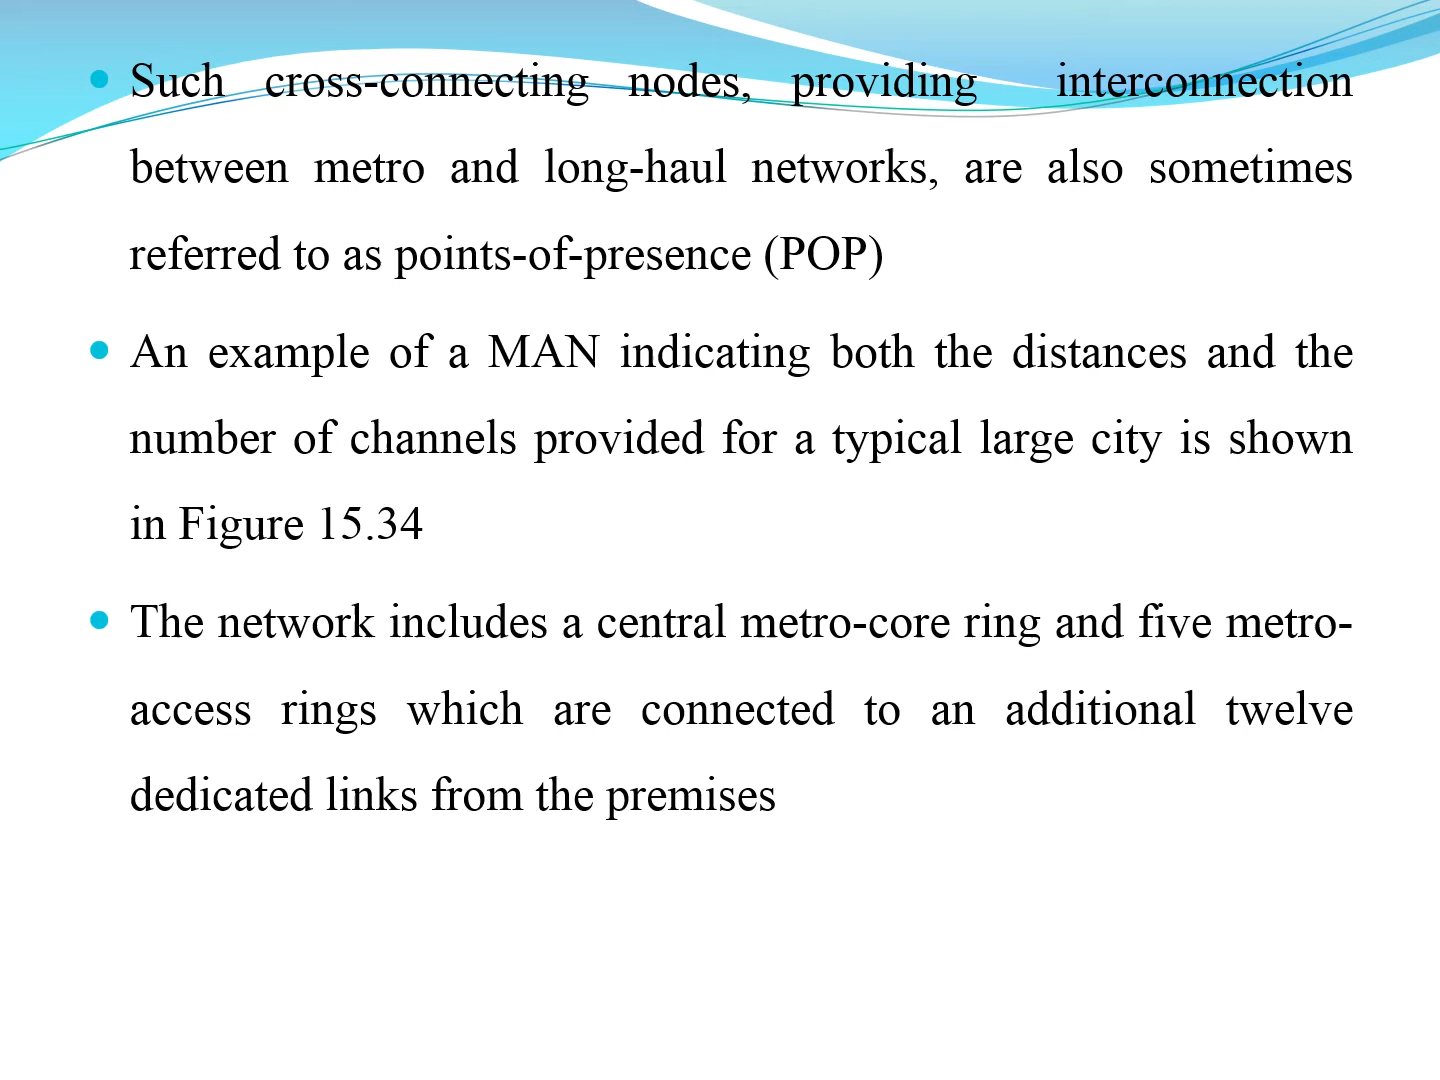 Such cross-connecting nodes, providing interconnection
between metro and long-haul networks, are also sometimes
referred to as points-of-presence (POP)
An example of a MAN indicating both the distances and the
number of channels provided for a typical large city is shown
in Figure 15.34
The network includes a central metro-core ring and five metro-
access rings which are connected to an additional twelve
dedicated links from the premises